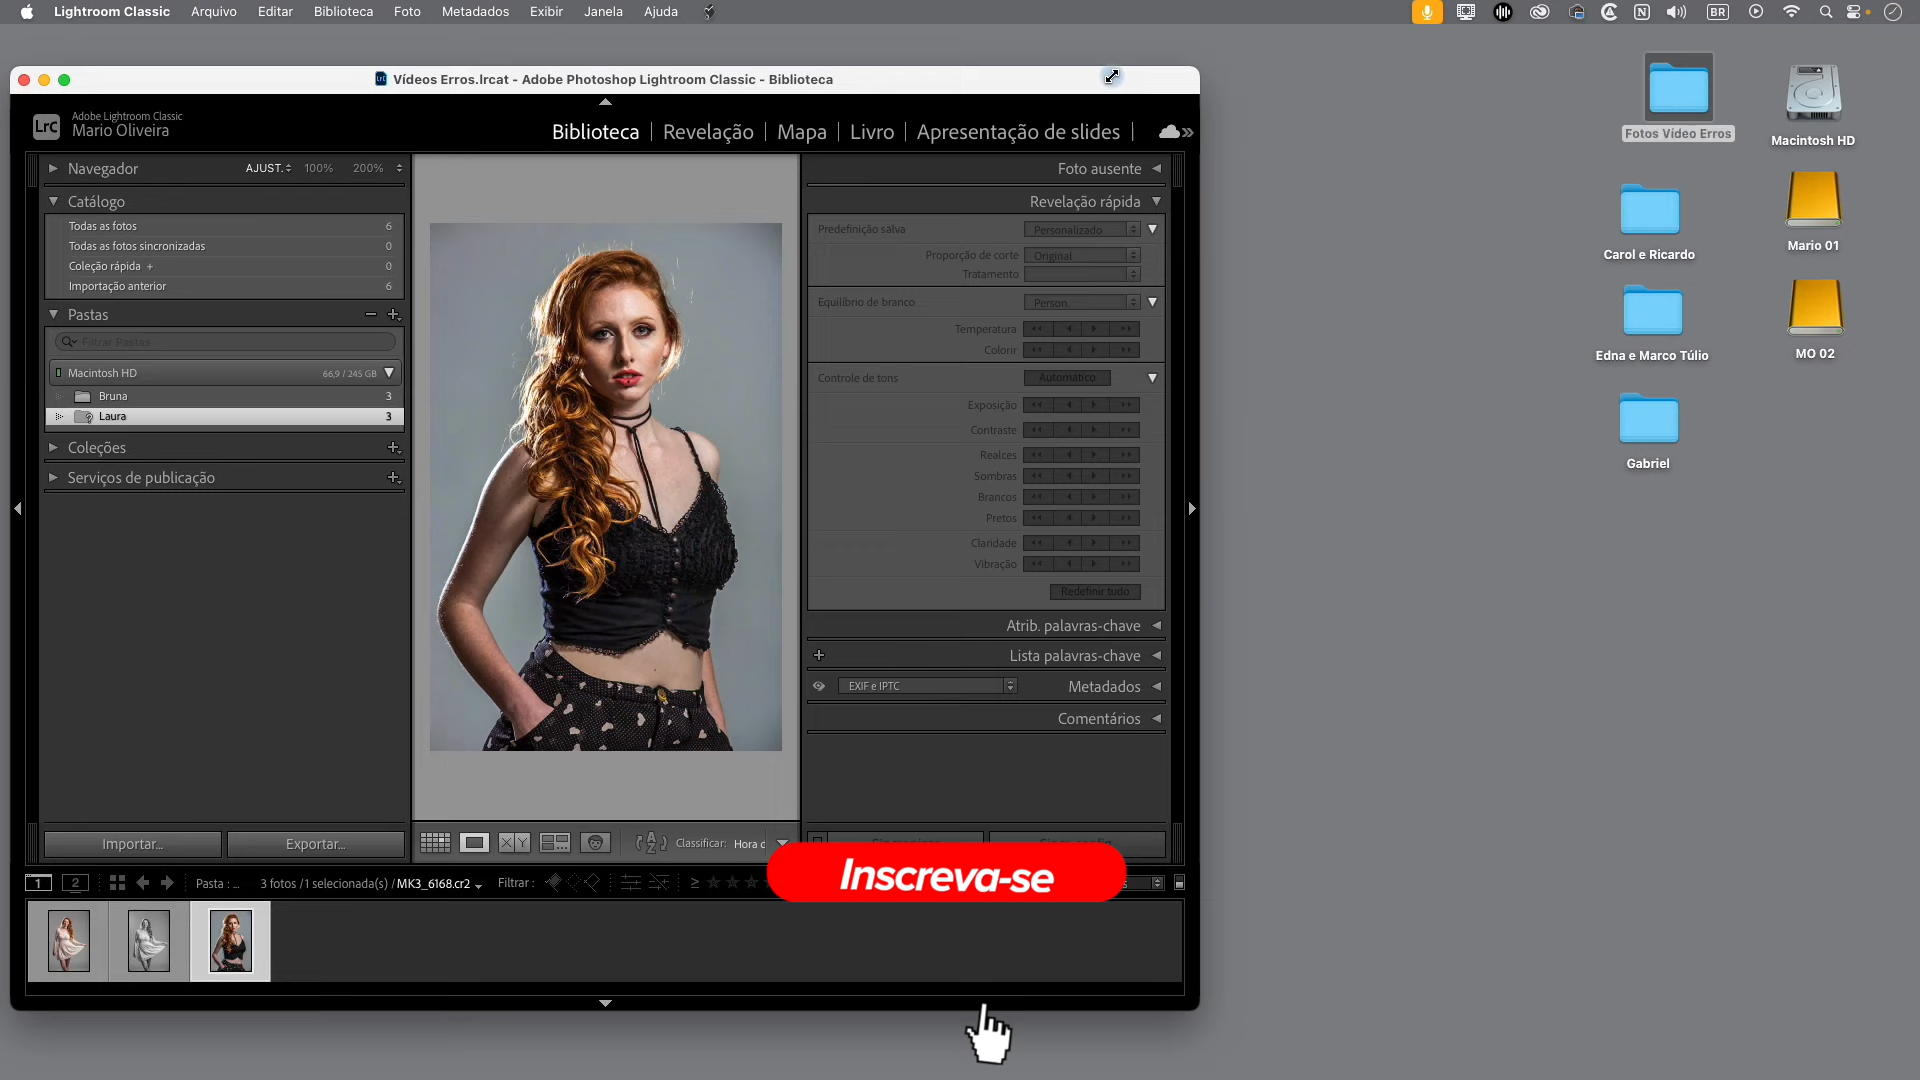 Lightroom Classic Arquivo Editar Biblioteca Foto Metadados Exibir Janela Ajuda BR
Vídeos Erros.lrcat - Adobe Photoshop Lightroom Classic - Biblioteca
LrC Adobe Lightroom Classic
Mario Oliveira
Biblioteca | Revelação | Mapa | Livro | Apresentação de slides |
Navegador AJUST. 100% 200%
Catálogo
Todas as fotos 6
Todas as fotos sincronizadas 0
Coleção rápida + 0
Importação anterior 6
Pastas
Filtrar Pastas
Macintosh HD 66,9 / 245 GB
Bruna 3
Laura 3
Coleções
Serviços de publicação
Importar...
Exportar...
Foto ausente
Revelação rápida
Predefinição salva Personalizado
Proporção de corte Original
Tratamento
Equilíbrio de branco Person.
Temperatura
Colorir
Controle de tons Automático
Exposição
Contraste
Realces
Sombras
Brancos
Pretos
Claridade
Vibração
Redefinir tudo
Atrib. palavras-chave
Lista palavras-chave
EXIF e IPTC Metadados
Comentários
XY Classificar: Hora
1 2 Pasta : ... 3 fotos /1 selecionada(s) /MK3_6168.cr2 Filtrar :
Inscreva-se
Fotos Vídeo Erros
Macintosh HD
Carol e Ricardo
Mario 01
Edna e Marco Túlio
MO 02
Gabriel